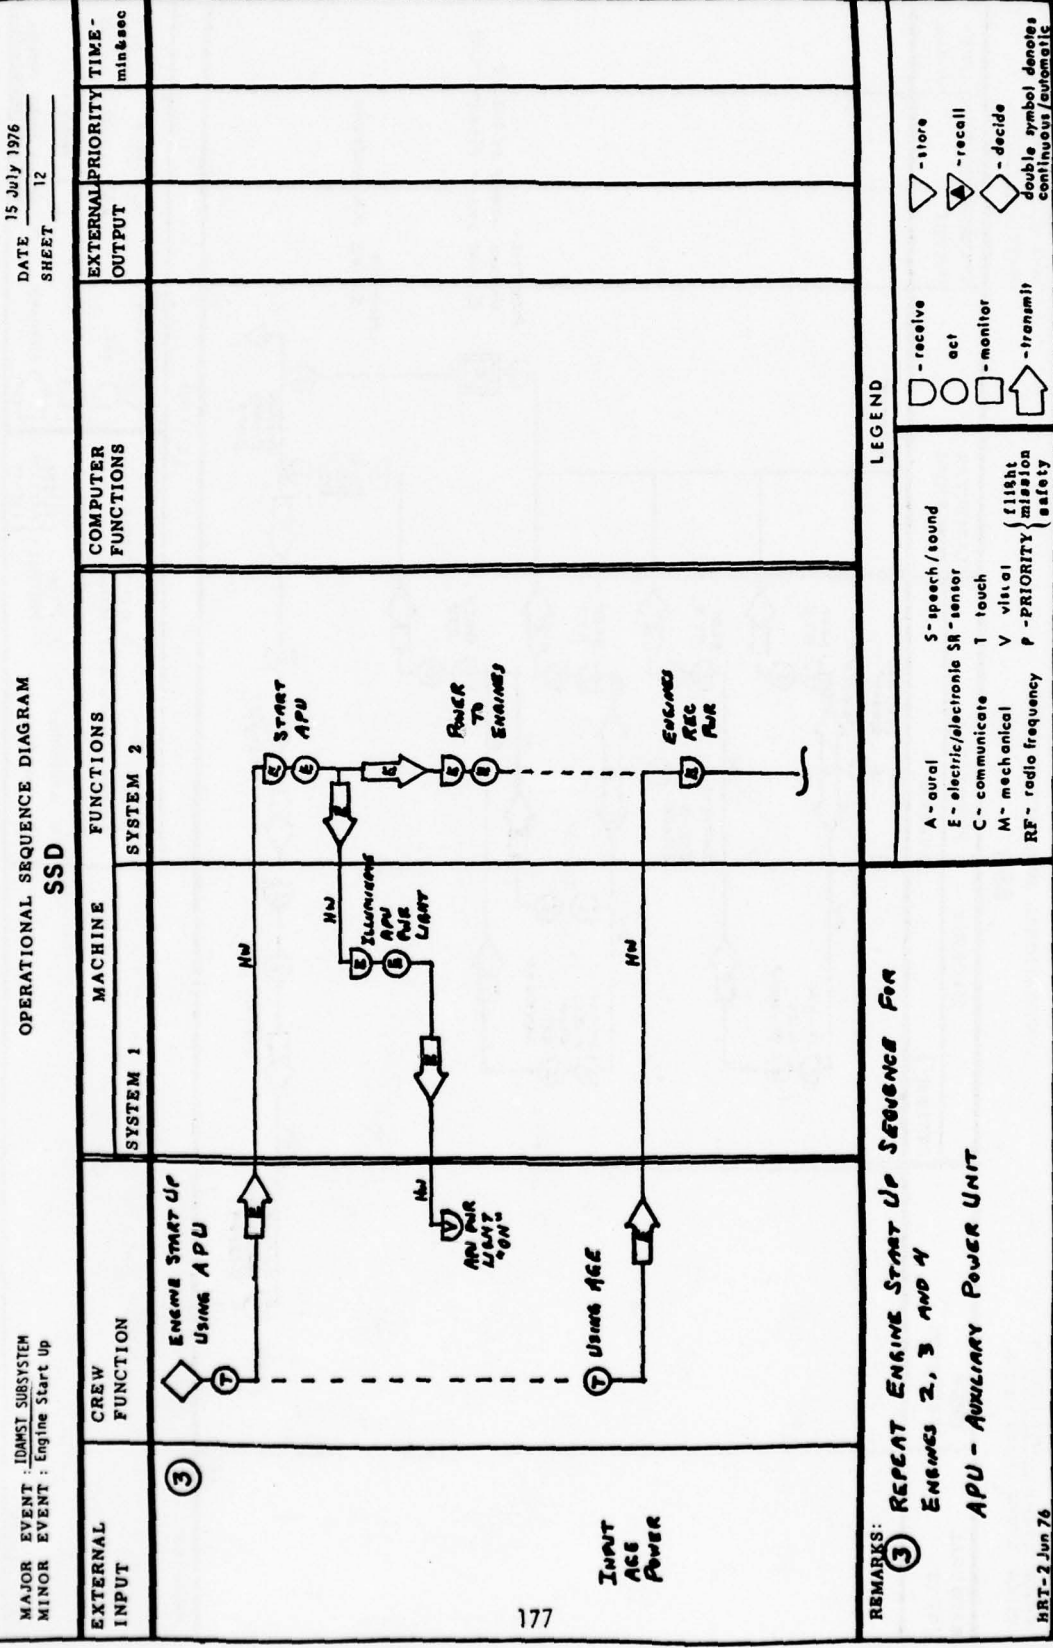 OPERATIONAL SEQUENCE DIAGRAM
SSD
MAJOR EVENT : IDAMST SUBSYSTEM
MINOR EVENT : Engine Start Up
DATE 15 July 1976
SHEET 12
EXTERNAL INPUT
CREW FUNCTION
MACHINE FUNCTIONS
SYSTEM 1
SYSTEM 2
COMPUTER FUNCTIONS
EXTERNAL OUTPUT
PRIORITY
TIME-
min&sec
3
ENGINE START UP
USING APU
T
E
HW
E
START
APU
E
E
E
E
POWER
TO
ENGINES
E
HW
E
ILLUMINATE
APU
PWR
LIGHT
E
E
HW
V
APU PWR
LIGHT
"ON"
INPUT
AGE
POWER
T
USING AGE
E
HW
E
ENGINES
REC
PWR
177
REMARKS:
3 REPEAT ENGINE START UP SEQUENCE FOR
ENGINES 2, 3 AND 4
APU - AUXILIARY POWER UNIT
LEGEND
A - aural S-speech/sound
E - electric/electronic SR-sensor
C - communicate T touch
M - mechanical V visual
RF - radio frequency P -PRIORITY { flight
mission
safety
- receive
act
-monitor
-transmit
-store
-recall
- decide
double symbol denotes
continuous/automatic
HRT-2 Jun 76